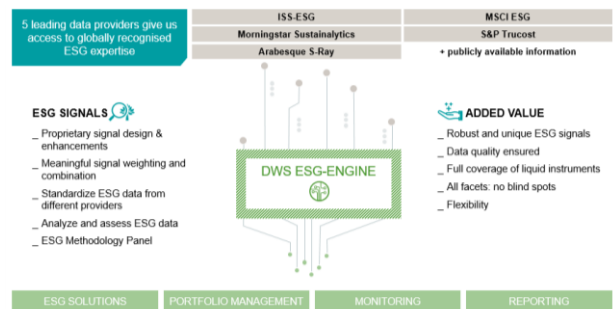 5 leading data providers give us
access to globally recognised
ESG expertise
ISS-ESG
MSCI ESG
Morningstar Sustainalytics
S&P Trucost
Arabesque S-Ray
+ publicly available information
ESG SIGNALS
_ Proprietary signal design &
enhancements
_ Meaningful signal weighting and
combination
_ Standardize ESG data from
different providers
_ Analyze and assess ESG data
_ ESG Methodology Panel
DWS ESG-ENGINE
ADDED VALUE
_ Robust and unique ESG signals
_ Data quality ensured
_ Full coverage of liquid instruments
_ All facets: no blind spots
_ Flexibility
ESG SOLUTIONS
PORTFOLIO MANAGEMENT
MONITORING
REPORTING